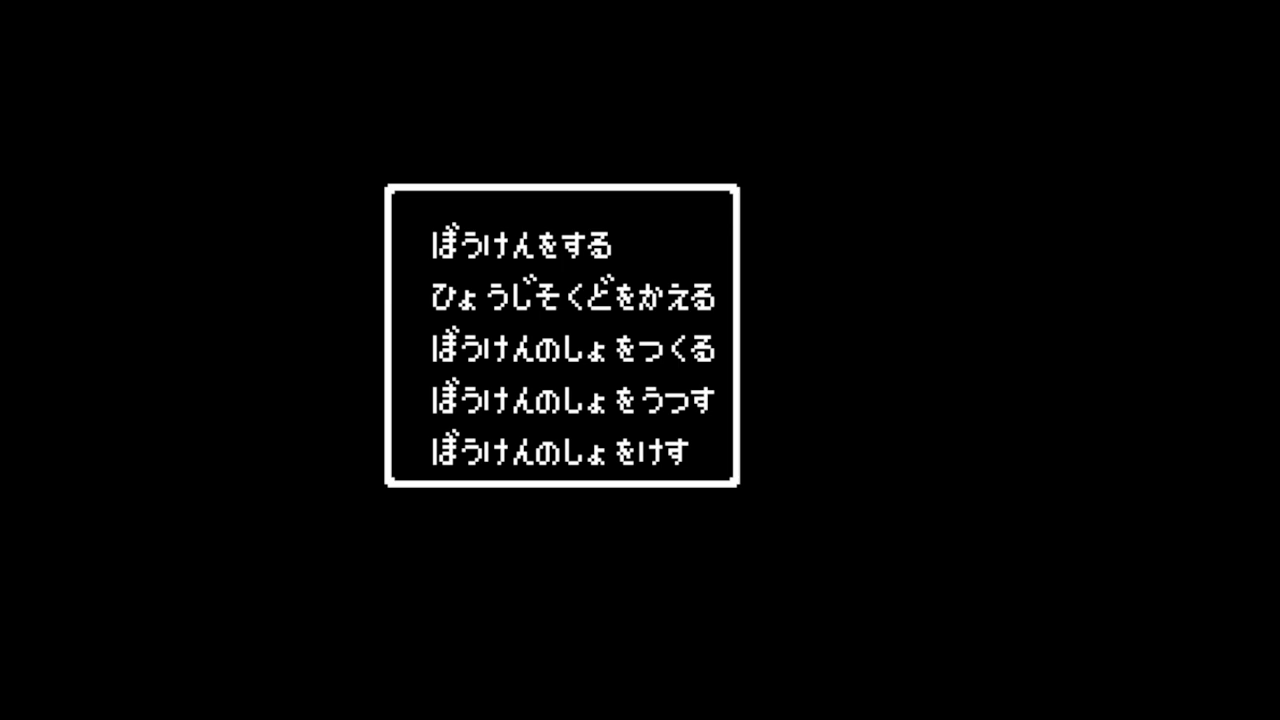 ぼうけんをする
ひょうじそくどをかえる
ぼうけんのしょをつくる
ぼうけんのしょをうつす
ぼうけんのしょをけす